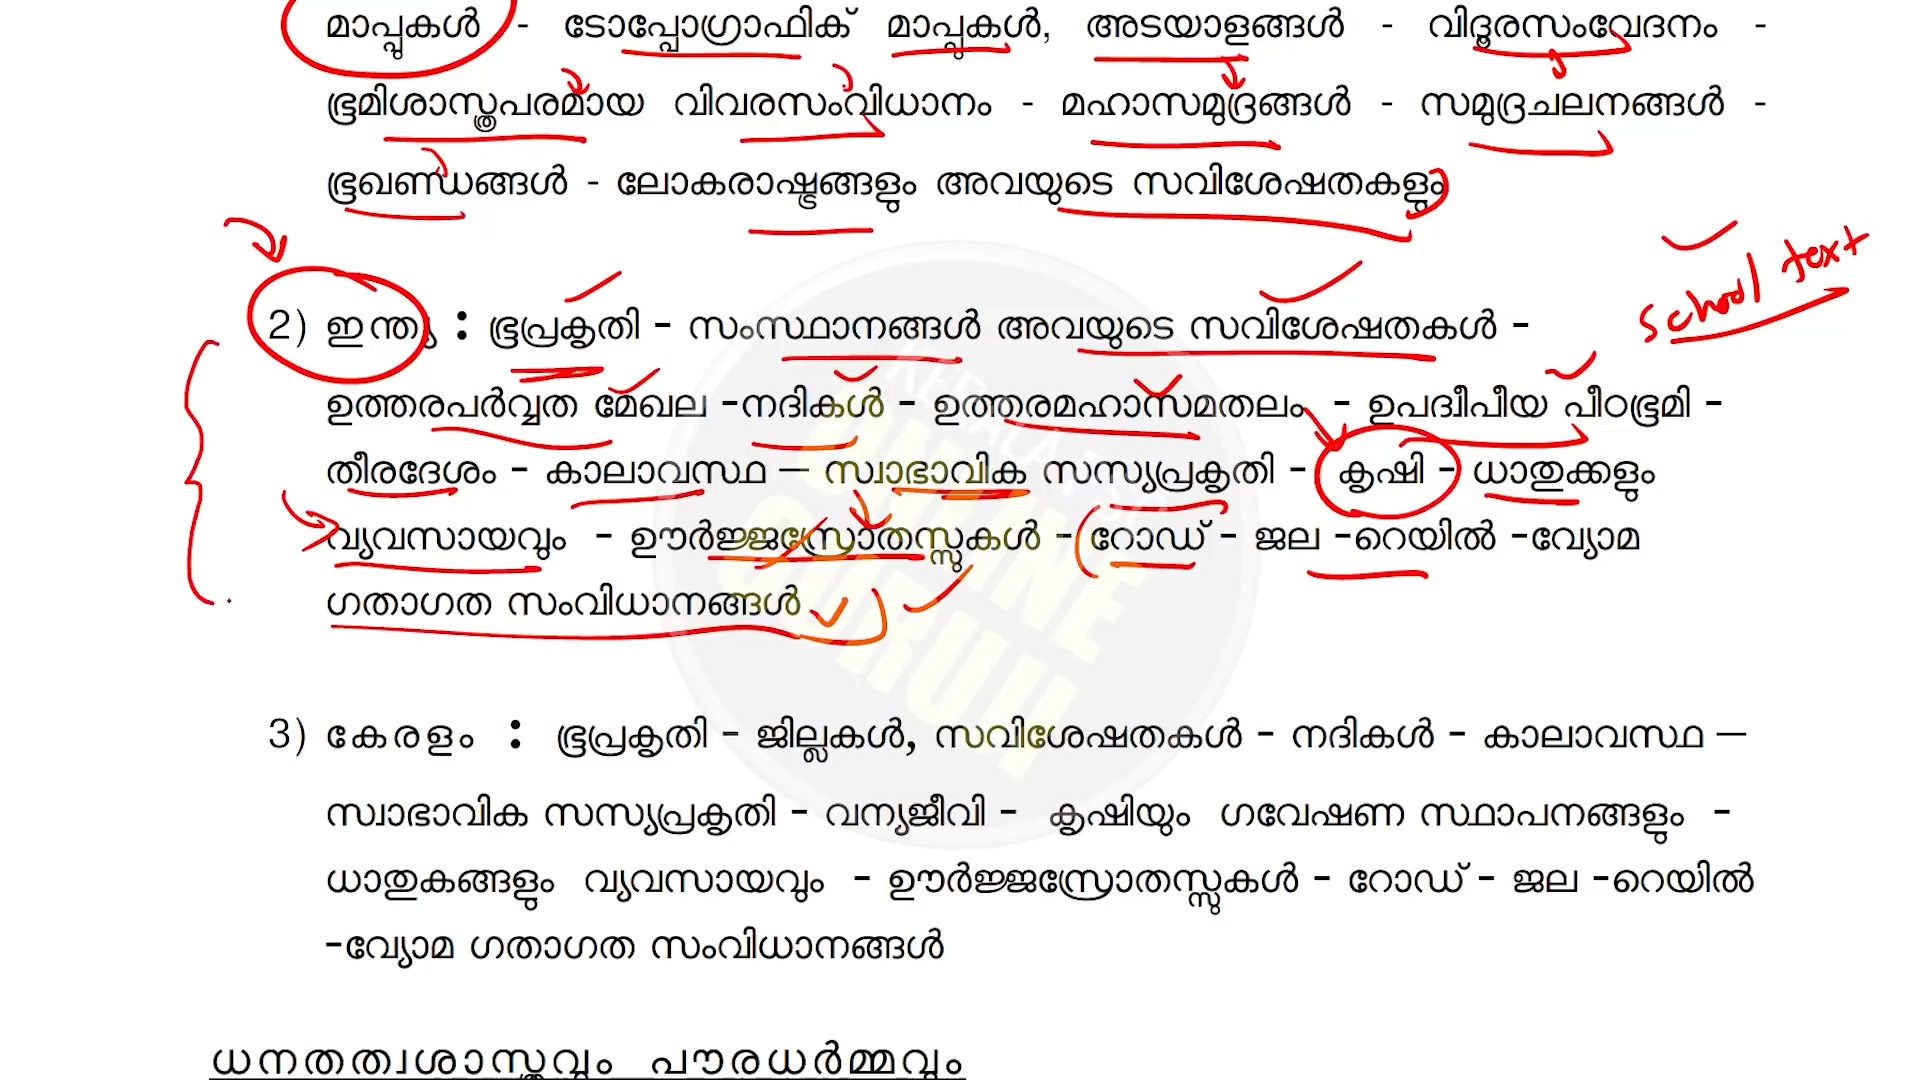 മാപ്പുകൾ - ടോപ്പോഗ്രാഫിക് മാപ്പുകൾ, അടയാളങ്ങൾ - വിദൂരസംവേദനം -
ഭൂമിശാസ്ത്രപരമായ വിവരസംവിധാനം - മഹാസമുദ്രങ്ങൾ - സമുദ്രചലനങ്ങൾ -
ഭൂഖണ്ഡങ്ങൾ - ലോകരാഷ്ട്രങ്ങളും അവയുടെ സവിശേഷതകളും
school text
2) ഇന്ത്യ : ഭൂപ്രകൃതി - സംസ്ഥാനങ്ങൾ അവയുടെ സവിശേഷതകൾ -
ഉത്തരപർവ്വത മേഖല -നദികൾ - ഉത്തരമഹാസമതലം - ഉപദ്വീപീയ പീഠഭൂമി -
തീരദേശം - കാലാവസ്ഥ — സ്വാഭാവിക സസ്യപ്രകൃതി - കൃഷി - ധാതുക്കളും
വ്യവസായവും - ഊർജ്ജസ്രോതസ്സുകൾ - റോഡ് - ജല -റെയിൽ -വ്യോമ
ഗതാഗത സംവിധാനങ്ങൾ
3) കേരളം : ഭൂപ്രകൃതി - ജില്ലകൾ, സവിശേഷതകൾ - നദികൾ - കാലാവസ്ഥ —
സ്വാഭാവിക സസ്യപ്രകൃതി - വന്യജീവി - കൃഷിയും ഗവേഷണ സ്ഥാപനങ്ങളും -
ധാതുകങ്ങളും വ്യവസായവും - ഊർജ്ജസ്രോതസ്സുകൾ - റോഡ് - ജല -റെയിൽ
-വ്യോമ ഗതാഗത സംവിധാനങ്ങൾ
ധനതത്വശാസ്ത്രവും പൗരധർമ്മവും